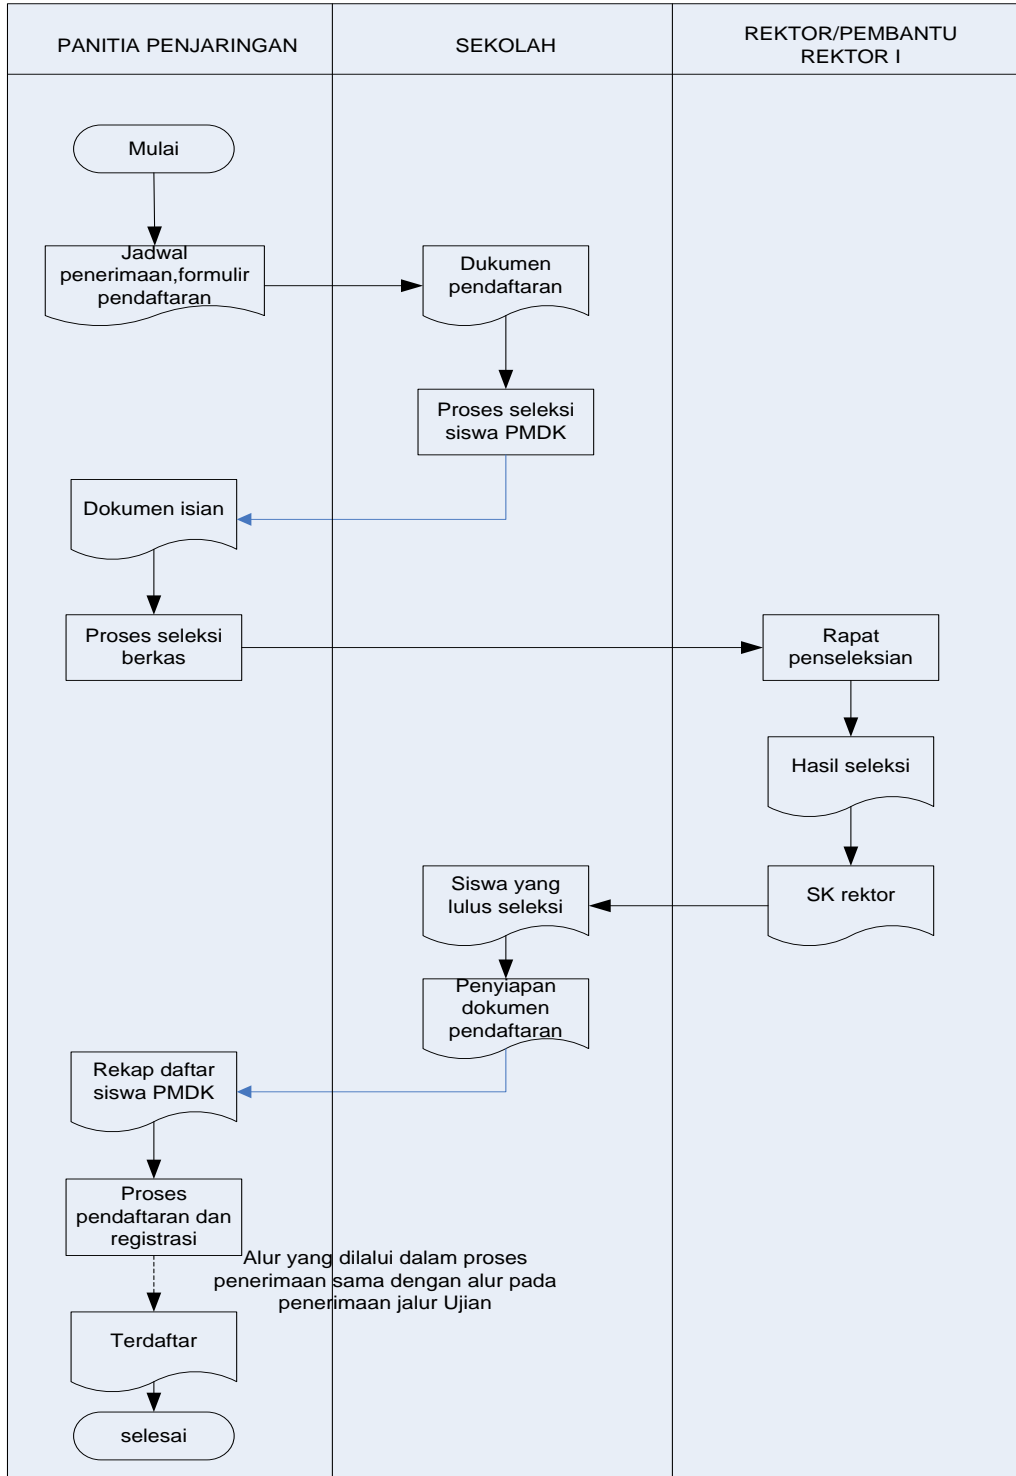 PANITIA PENJARINGAN
SEKOLAH
REKTOR/PEMBANTU
REKTOR I
Mulai
Jadwal
penerimaan,formulir
pendaftaran
Dukumen
pendaftaran
Proses seleksi
siswa PMDK
Dokumen isian
Proses seleksi
berkas
Rapat
penseleksian
Hasil seleksi
SK rektor
Siswa yang
lulus seleksi
Penyiapan
dokumen
pendaftaran
Rekap daftar
siswa PMDK
Proses
pendaftaran dan
registrasi
Alur yang dilalui dalam proses
penerimaan sama dengan alur pada
penerimaan jalur Ujian
Terdaftar
selesai